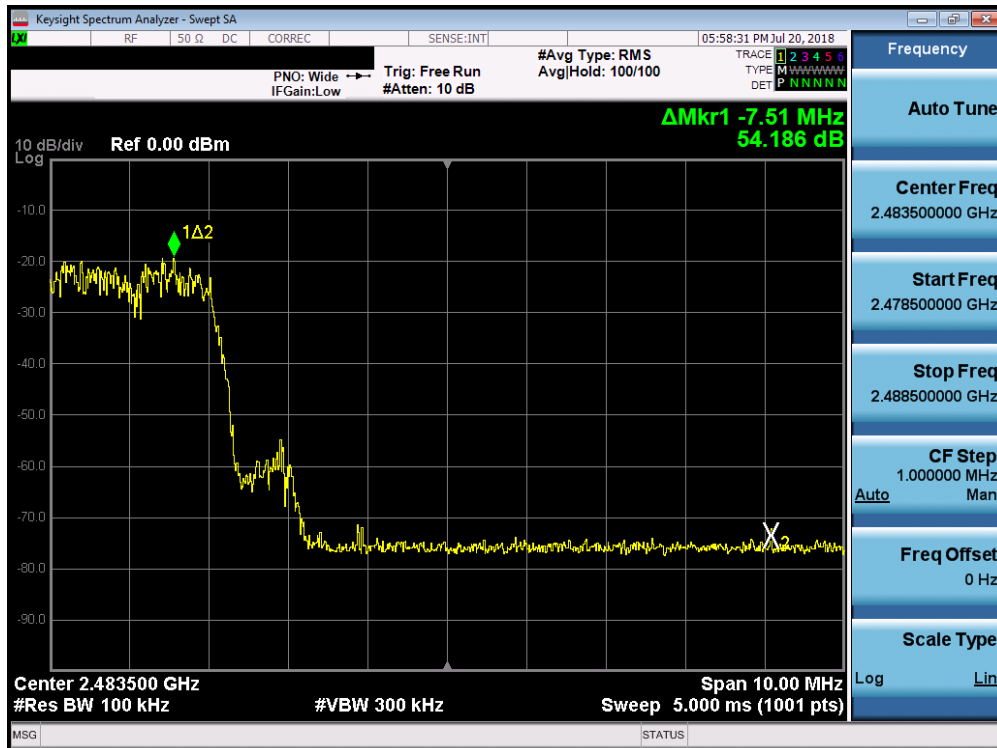 Keysight Spectrum Analyzer - Swept SA
LXI
RF
50 Ω
DC
CORREC
SENSE:INT
05:58:31 PM Jul 20, 2018
PNO: Wide
IFGain:Low
Trig: Free Run
#Atten: 10 dB
#Avg Type: RMS
Avg|Hold: 100/100
TRACE 1 2 3 4 5 6
TYPE M WWWWW
DET P N N N N N
ΔMkr1 -7.51 MHz
54.186 dB
10 dB/div
Log
Ref 0.00 dBm
-10.0
-20.0
-30.0
-40.0
-50.0
-60.0
-70.0
-80.0
-90.0
1Δ2
X2
Center 2.483500 GHz
#Res BW 100 kHz
#VBW 300 kHz
Span 10.00 MHz
Sweep 5.000 ms (1001 pts)
MSG
STATUS
Frequency
Auto Tune
Center Freq
2.483500000 GHz
Start Freq
2.478500000 GHz
Stop Freq
2.488500000 GHz
CF Step
1.000000 MHz
Auto Man
Freq Offset
0 Hz
Scale Type
Log Lin